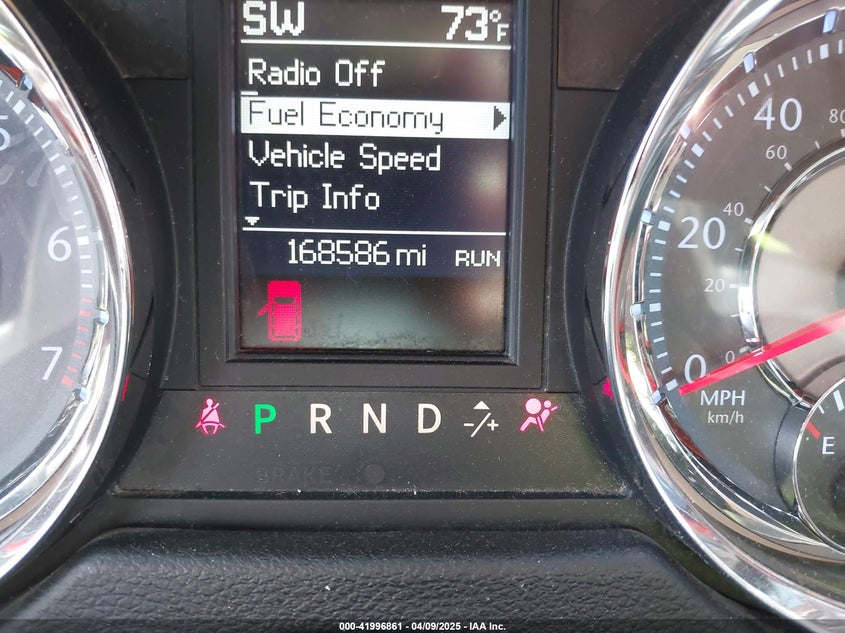 SW 73°F
Radio Off
Fuel Economy
Vehicle Speed
Trip Info
168586 mi RUN
P R N D -/+
BRAKE
6
7
40
60
80
20
40
20
0
0
MPH
km/h
E
000-41996861 - 04/09/2025 - IAA Inc.